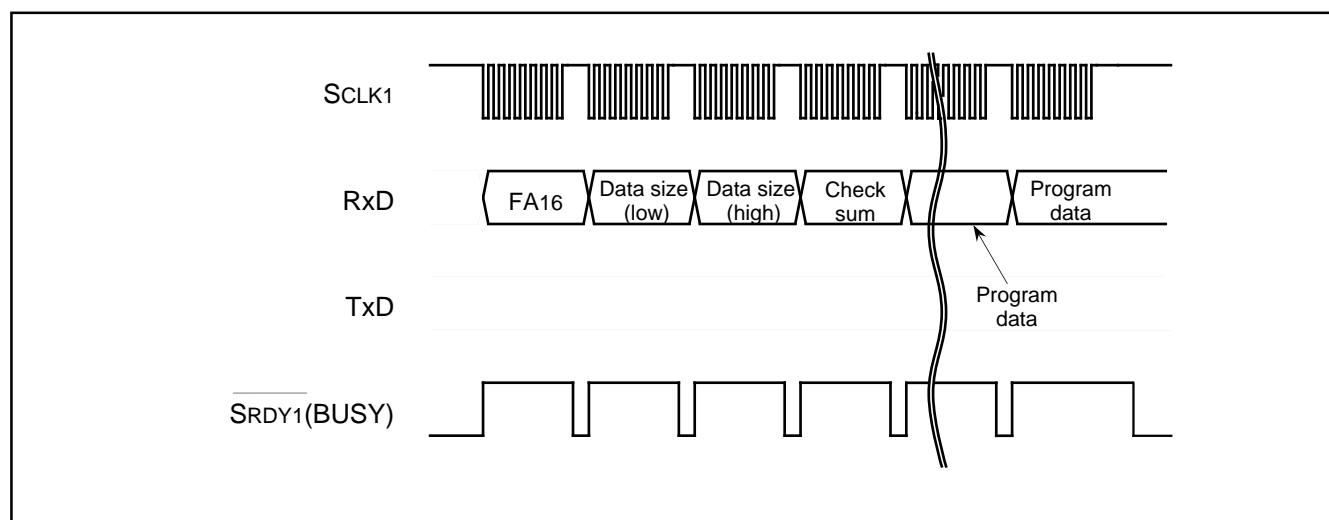 SCLK1
RxD
FA16
Data size
(low)
Data size
(high)
Check
sum
Program
data
TxD
Program
data
SRDY1(BUSY)